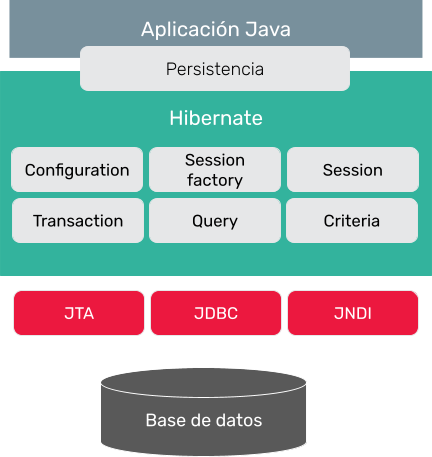 Aplicación Java
Persistencia
Hibernate
Configuration
Session
factory
Session
Transaction
Query
Criteria
JTA
JDBC
JNDI
Base de datos